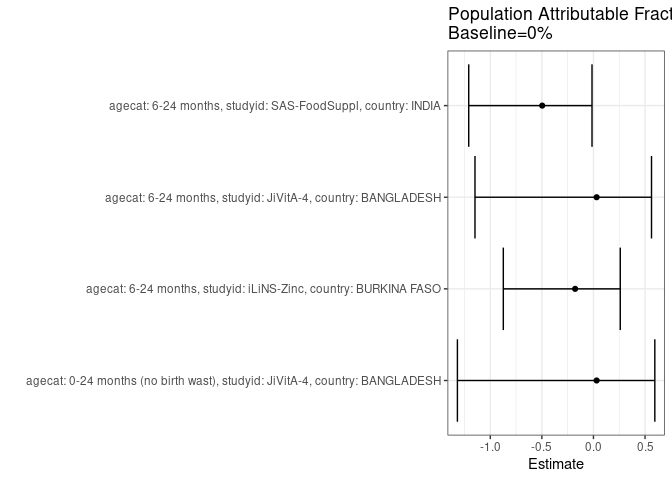 Population Attributable Fract
Baseline=0%
agecat: 6-24 months, studyid: SAS-FoodSuppl, country: INDIA
agecat: 6-24 months, studyid: JiVitA-4, country: BANGLADESH
agecat: 6-24 months, studyid: iLiNS-Zinc, country: BURKINA FASO
agecat: 0-24 months (no birth wast), studyid: JiVitA-4, country: BANGLADESH
-1.0 -0.5 0.0 0.5
Estimate